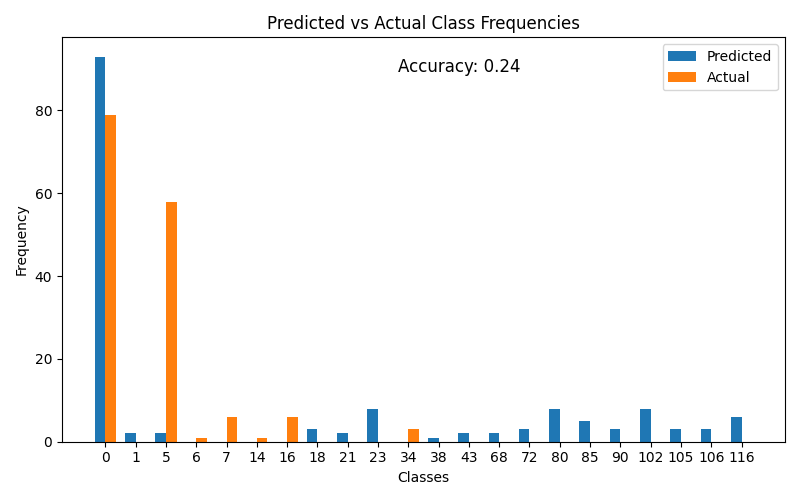 Predicted vs Actual Class Frequencies
Accuracy: 0.24
Predicted
Actual
Frequency
80
60
40
20
0
0 1 5 6 7 14 16 18 21 23 34 38 43 68 72 80 85 90 102 105 106 116
Classes